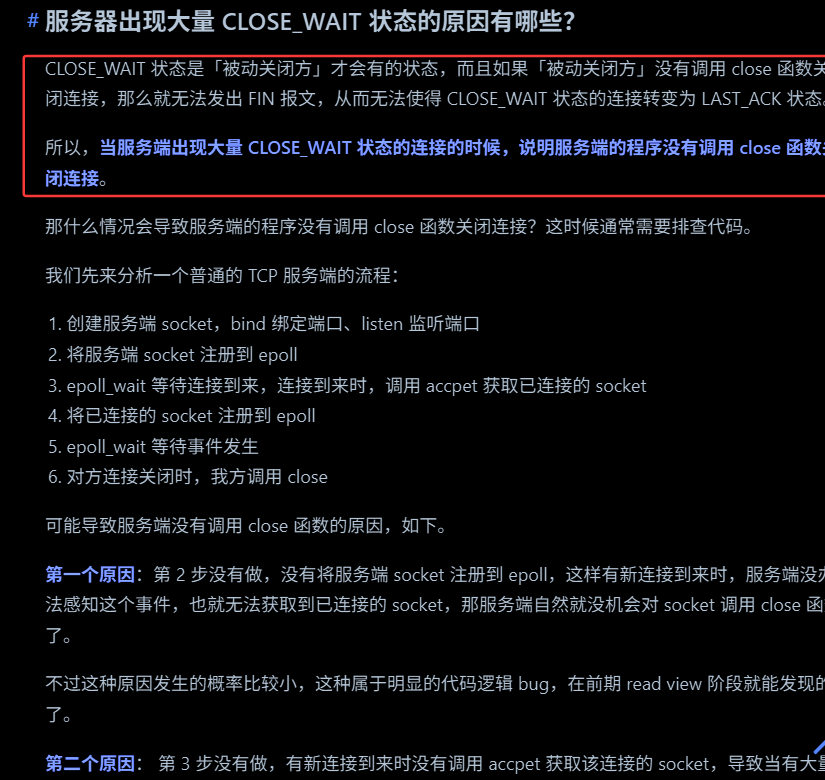 # 服务器出现大量 CLOSE_WAIT 状态的原因有哪些？
CLOSE_WAIT 状态是「被动关闭方」才会有的状态，而且如果「被动关闭方」没有调用 close 函数关
闭连接，那么就无法发出 FIN 报文，从而无法使得 CLOSE_WAIT 状态的连接转变为 LAST_ACK 状态。
所以，当服务端出现大量 CLOSE_WAIT 状态的连接的时候，说明服务端的程序没有调用 close 函数关
闭连接。
那什么情况会导致服务端的程序没有调用 close 函数关闭连接？这时候通常需要排查代码。
我们先来分析一个普通的 TCP 服务端的流程：
1. 创建服务端 socket，bind 绑定端口、listen 监听端口
2. 将服务端 socket 注册到 epoll
3. epoll_wait 等待连接到来，连接到来时，调用 accpet 获取已连接的 socket
4. 将已连接的 socket 注册到 epoll
5. epoll_wait 等待事件发生
6. 对方连接关闭时，我方调用 close
可能导致服务端没有调用 close 函数的原因，如下。
第一个原因：第 2 步没有做，没有将服务端 socket 注册到 epoll，这样有新连接到来时，服务端没办
法感知这个事件，也就无法获取到已连接的 socket，那服务端自然就没机会对 socket 调用 close 函
了。
不过这种原因发生的概率比较小，这种属于明显的代码逻辑 bug，在前期 read view 阶段就能发现的
了。
第二个原因： 第 3 步没有做，有新连接到来时没有调用 accpet 获取该连接的 socket，导致当有大量